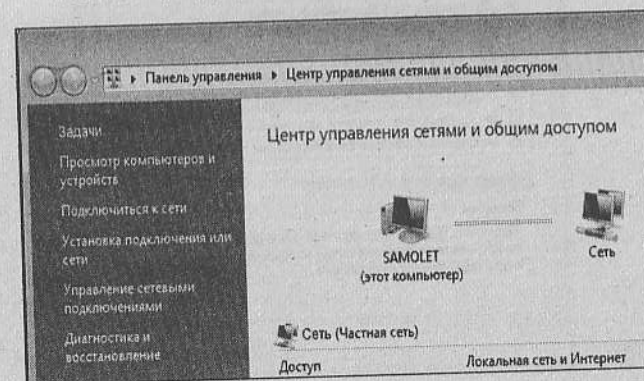 Панель управления ▸ Центр управления сетями и общим доступом
Задачи
Просмотр компьютеров и
устройств
Подключиться к сети
Установка подключения или
сети
Управление сетевыми
подключениями
Диагностика и
восстановление
Центр управления сетями и общим доступом
SAMOLET
(этот компьютер)
Сеть
Сеть (Частная сеть)
Доступ
Локальная сеть и Интернет